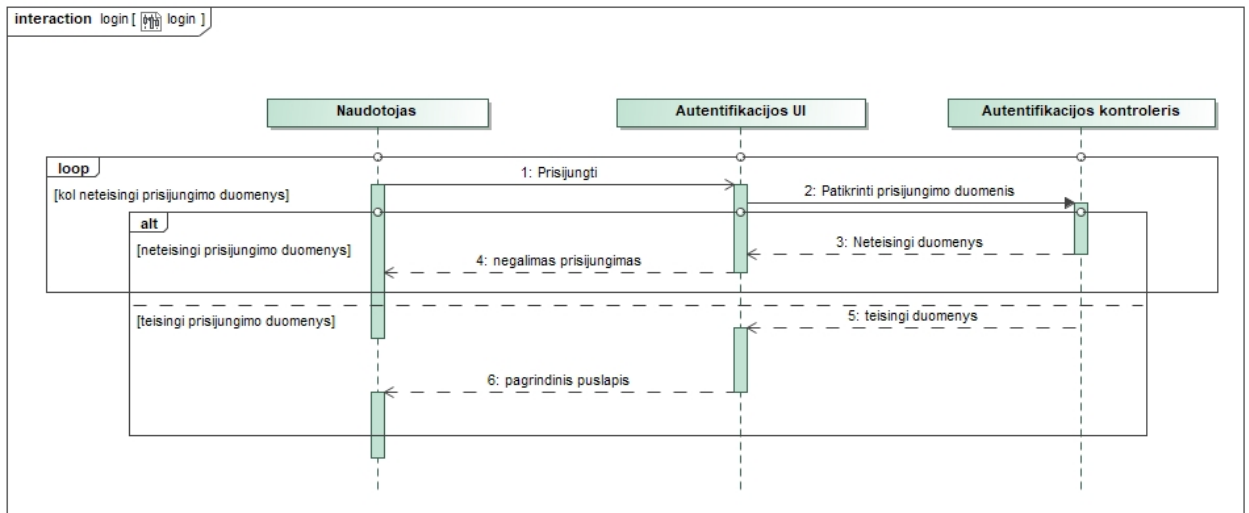 interaction login [ login ]
Naudotojas
Autentifikacijos UI
Autentifikacijos kontroleris
loop
1: Prisijungti
[kol neteisingi prisijungimo duomenys]
2: Patikrinti prisijungimo duomenis
alt
[neteisingi prisijungimo duomenys]
3: Neteisingi duomenys
4: negalimas prisijungimas
[teisingi prisijungimo duomenys]
5: teisingi duomenys
6: pagrindinis puslapis